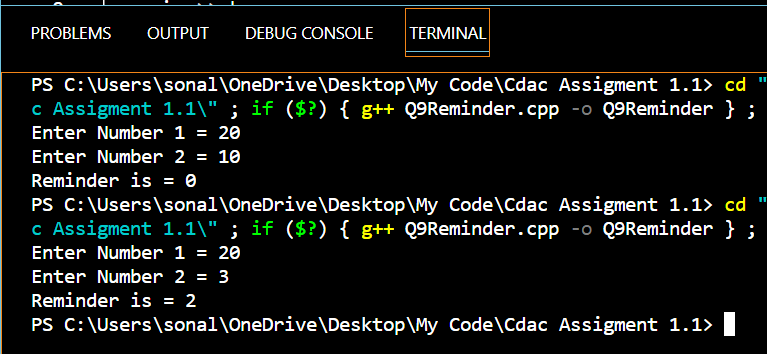 PROBLEMS OUTPUT DEBUG CONSOLE TERMINAL
PS C:\Users\sonal\OneDrive\Desktop\My Code\Cdac Assigment 1.1> cd "
c Assigment 1.1\" ; if ($?) { g++ Q9Reminder.cpp -o Q9Reminder } ;
Enter Number 1 = 20
Enter Number 2 = 10
Reminder is = 0
PS C:\Users\sonal\OneDrive\Desktop\My Code\Cdac Assigment 1.1> cd "
c Assigment 1.1\" ; if ($?) { g++ Q9Reminder.cpp -o Q9Reminder } ;
Enter Number 1 = 20
Enter Number 2 = 3
Reminder is = 2
PS C:\Users\sonal\OneDrive\Desktop\My Code\Cdac Assigment 1.1>